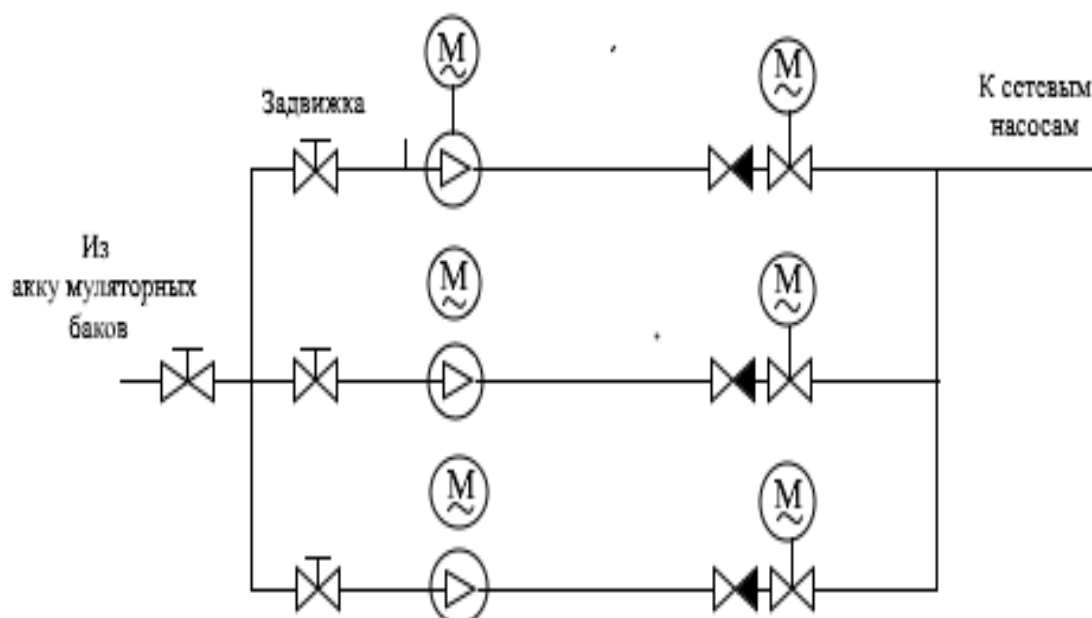 M
M
К сетевым
насосам
Задвижка
Из
акку муляторных
баков
M
M
M
M